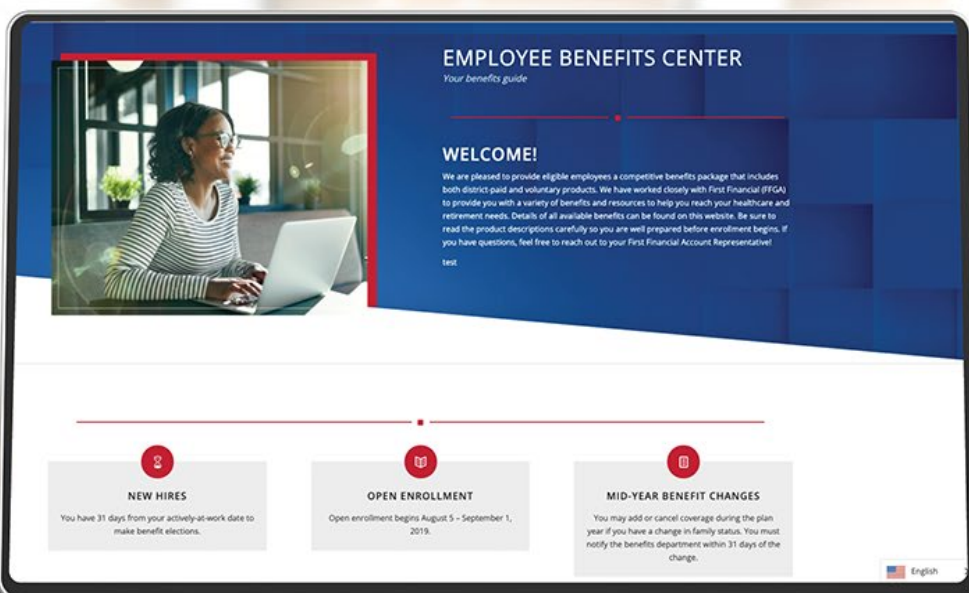 EMPLOYEE BENEFITS CENTER
Your benefits guide
WELCOME!
We are pleased to provide eligible employees a competitive benefits package that includes
both district-paid and voluntary products. We have worked closely with First Financial (FFGA)
to provide you with a variety of benefits and resources to help you reach your healthcare and
retirement needs. Details of all available benefits can be found on this website. Be sure to
read the product descriptions carefully so you are well prepared before enrollment begins. If
you have questions, feel free to reach out to your First Financial Account Representative!
test
NEW HIRES
You have 31 days from your actively-at-work date to
make benefit elections.
OPEN ENROLLMENT
Open enrollment begins August 5 – September 1,
2019.
MID-YEAR BENEFIT CHANGES
You may add or cancel coverage during the plan
year if you have a change in family status. You must
notify the benefits department within 31 days of the
change.
English